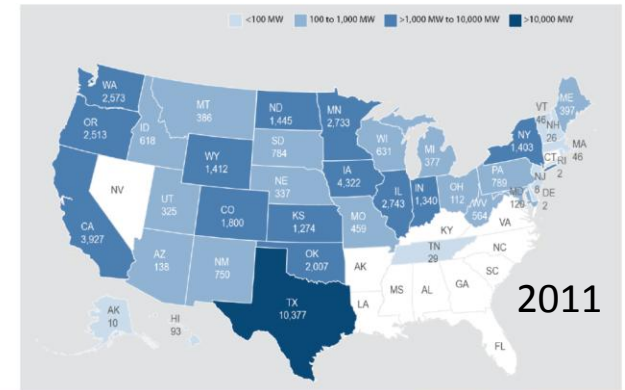 <100 MW 100 to 1,000 MW >1,000 MW to 10,000 MW >10,000 MW
WA
2,573
OR
2,513
CA
3,927
NV
ID
618
MT
386
WY
1,412
UT
325
AZ
138
CO
1,800
NM
750
ND
1,445
SD
784
NE
337
KS
1,274
OK
2,007
TX
10,377
MN
2,733
IA
4,322
MO
459
AK
LA
WI
631
IL
2,743
MI
377
IN
1,340
OH
112
KY
TN
29
MS
AL
GA
FL
SC
NC
VA
WV
564
PA
789
NY
1,403
VT
46
NH
26
ME
397
MA
46
CT
RI
2
NJ
8
DE
2
MD
120
AK
10
HI
93
2011